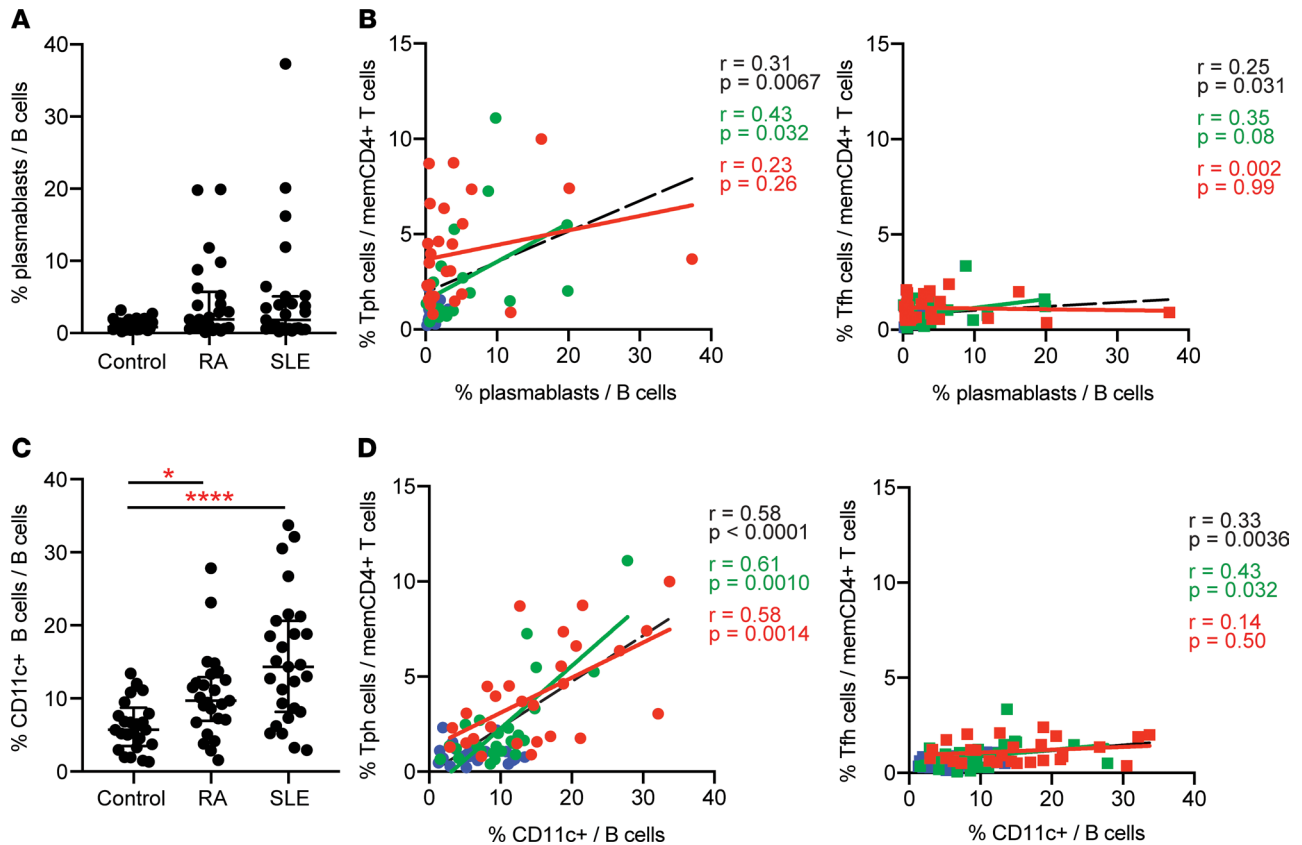 A
% plasmablasts / B cells
40
30
20
10
0
Control RA SLE
B
% Tph cells / memCD4+ T cells
15
10
5
0
0 10 20 30 40
% plasmablasts / B cells
r = 0.31
p = 0.0067
r = 0.43
p = 0.032
r = 0.23
p = 0.26
% Tfh cells / memCD4+ T cells
15
10
5
0
0 10 20 30 40
% plasmablasts / B cells
r = 0.25
p = 0.031
r = 0.35
p = 0.08
r = 0.002
p = 0.99
C
% CD11c+ B cells / B cells
40
30
20
10
0
*
****
Control RA SLE
D
% Tph cells / memCD4+ T cells
15
10
5
0
0 10 20 30 40
% CD11c+ / B cells
r = 0.58
p < 0.0001
r = 0.61
p = 0.0010
r = 0.58
p = 0.0014
% Tfh cells / memCD4+ T cells
15
10
5
0
0 10 20 30 40
% CD11c+ / B cells
r = 0.33
p = 0.0036
r = 0.43
p = 0.032
r = 0.14
p = 0.50